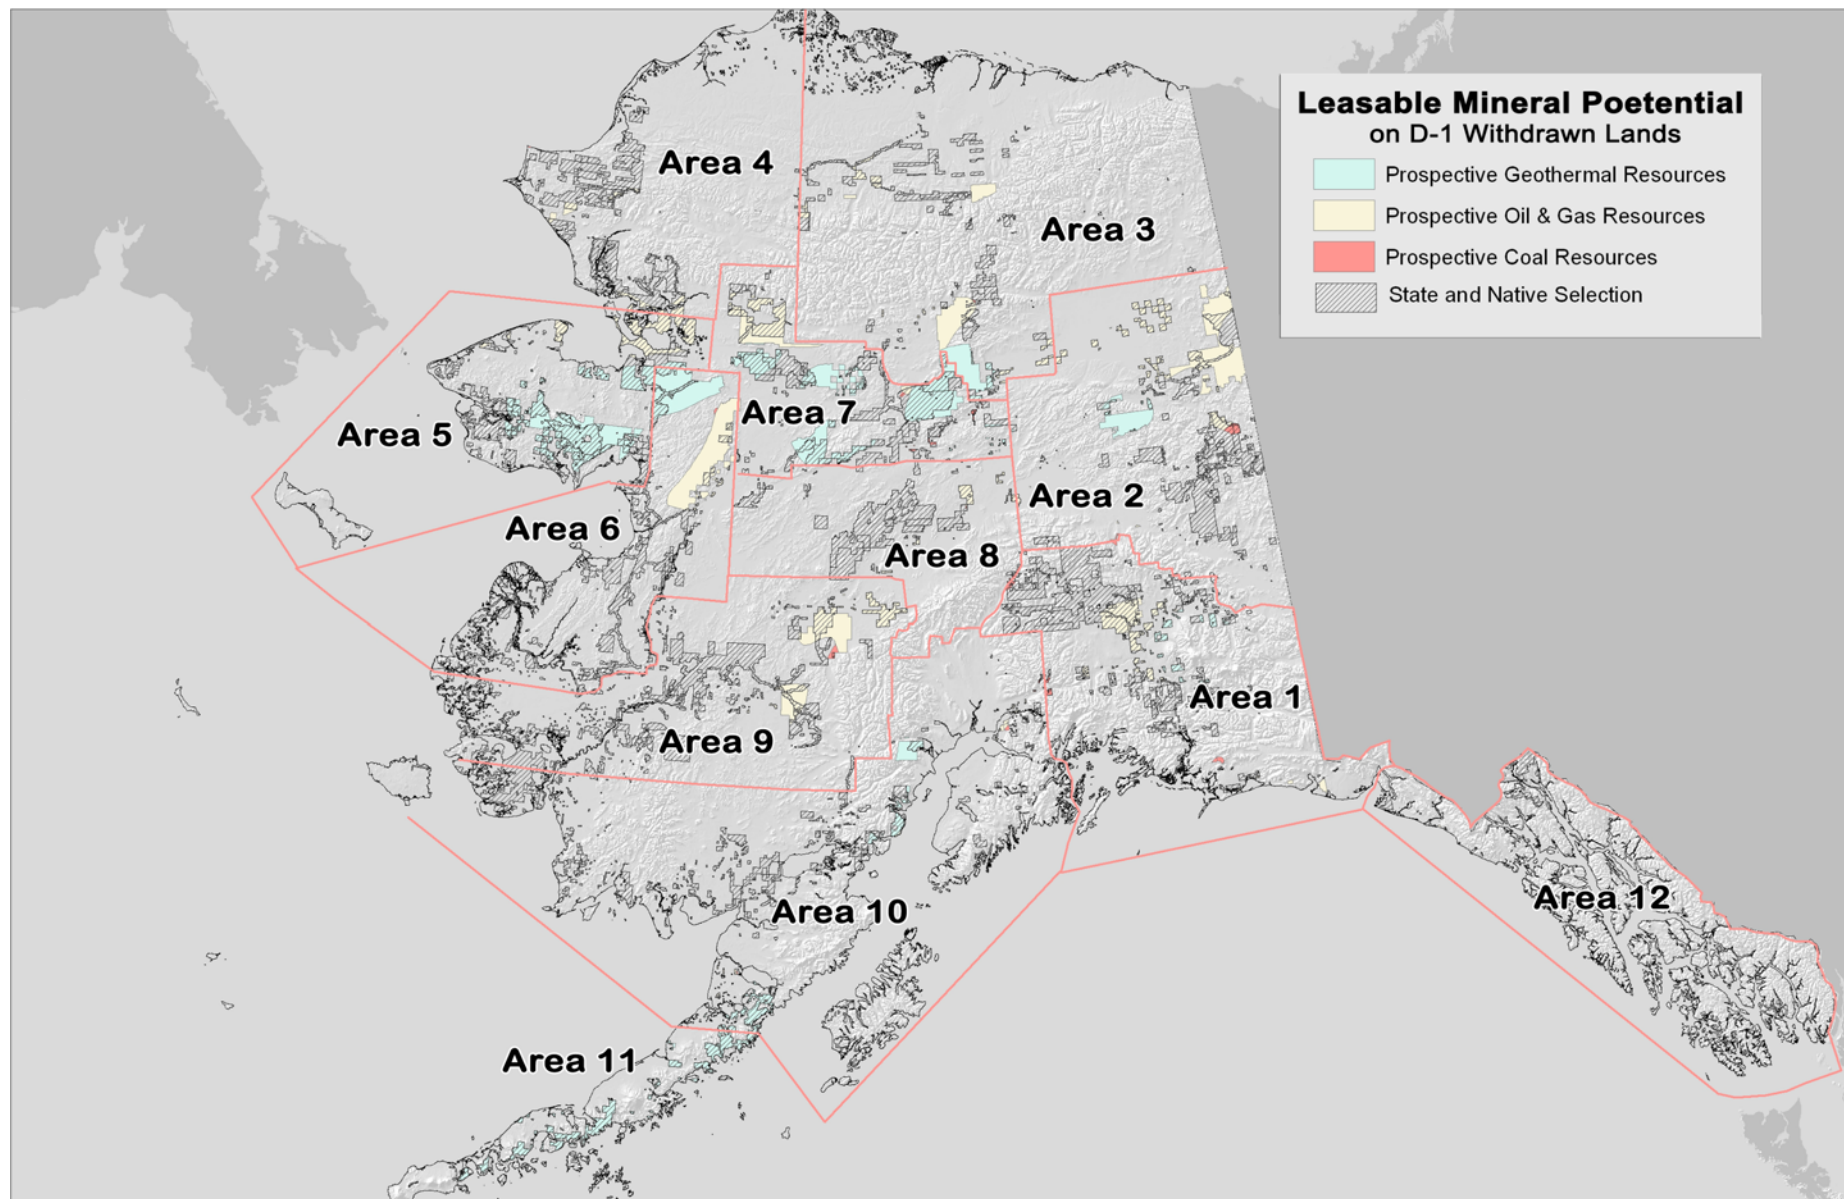 Leasable Mineral Poetential
on D-1 Withdrawn Lands
Prospective Geothermal Resources
Prospective Oil & Gas Resources
Prospective Coal Resources
State and Native Selection
Area 4
Area 3
Area 7
Area 5
Area 2
Area 6
Area 8
Area 1
Area 9
Area 12
Area 10
Area 11